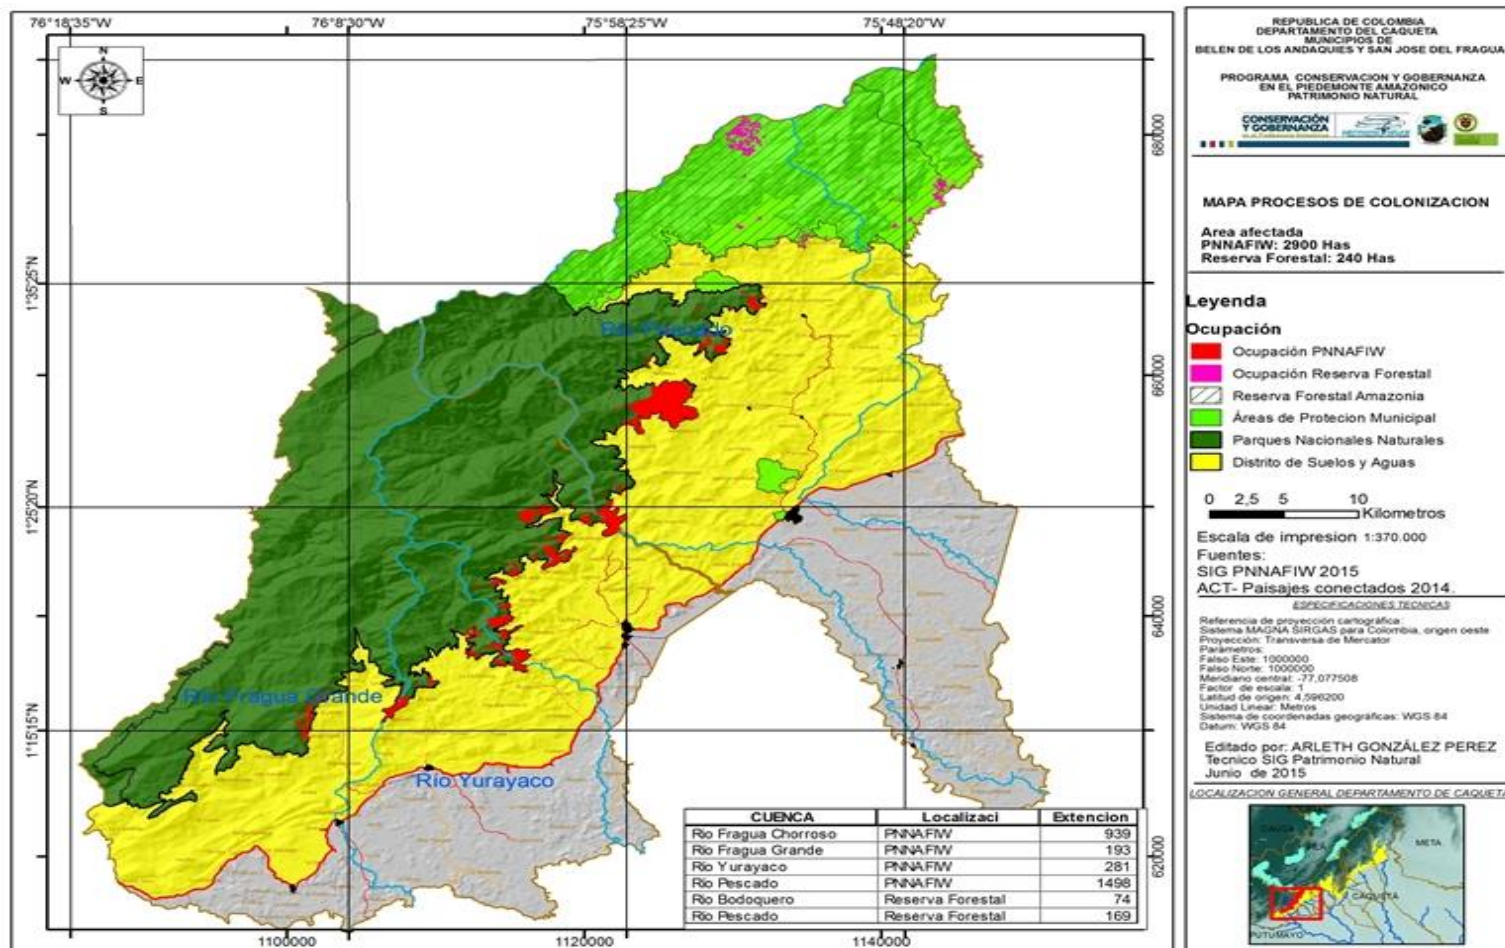 76°18'35"W
76°8'30"W
75°58'25"W
75°48'20"W
N
W
E
S
680000
660000
640000
620000
1°35'25"N
1°25'20"N
1°15'15"N
Río Pescado
Río Fragua Grande
Río Yurayaco
1100000
1120000
1140000
CUENCA Localizaci Extencion
Rio Fragua Chorroso PNNAFIW 939
Rio Fragua Grande PNNAFIW 193
Rio Yurayaco PNNAFIW 281
Rio Pescado PNNAFIW 1498
Rio Bodoquero Reserva Forestal 74
Rio Pescado Reserva Forestal 169
REPUBLICA DE COLOMBIA
DEPARTAMENTO DEL CAQUETA
MUNICIPIOS DE
BELEN DE LOS ANDAQUIES Y SAN JOSE DEL FRAGUA
PROGRAMA CONSERVACION Y GOBERNANZA
EN EL PIEDEMONTE AMAZONICO
PATRIMONIO NATURAL
CONSERVACIÓN
Y GOBERNANZA
MAPA PROCESOS DE COLONIZACION
Area afectada
PNNAFIW: 2900 Has
Reserva Forestal: 240 Has
Leyenda
Ocupación
Ocupación PNNAFIW
Ocupación Reserva Forestal
Reserva Forestal Amazonia
Áreas de Protecion Municipal
Parques Nacionales Naturales
Distrito de Suelos y Aguas
0 2,5 5 10
Kilometros
Escala de impresion 1:370.000
Fuentes:
SIG PNNAFIW 2015
ACT- Paisajes conectados 2014.
ESPECIFICACIONES TECNICAS
Referencia de proyección cartográfica:
Sistema MAGNA SIRGAS para Colombia, origen oeste
Proyección: Transversa de Mercator
Parámetros:
Falso Este: 1000000
Falso Norte: 1000000
Meridiano central: -77,077508
Factor de escala: 1
Latitud de origen: 4,596200
Unidad Linear: Metros
Sistema de coordenadas geográficas: WGS 84
Datum: WGS 84
Editado por: ARLETH GONZÁLEZ PEREZ
Tecnico SIG Patrimonio Natural
Junio de 2015
LOCALIZACION GENERAL DEPARTAMENTO DE CAQUETA
CAUCA
META
CAQUETA
PUTUMAYO